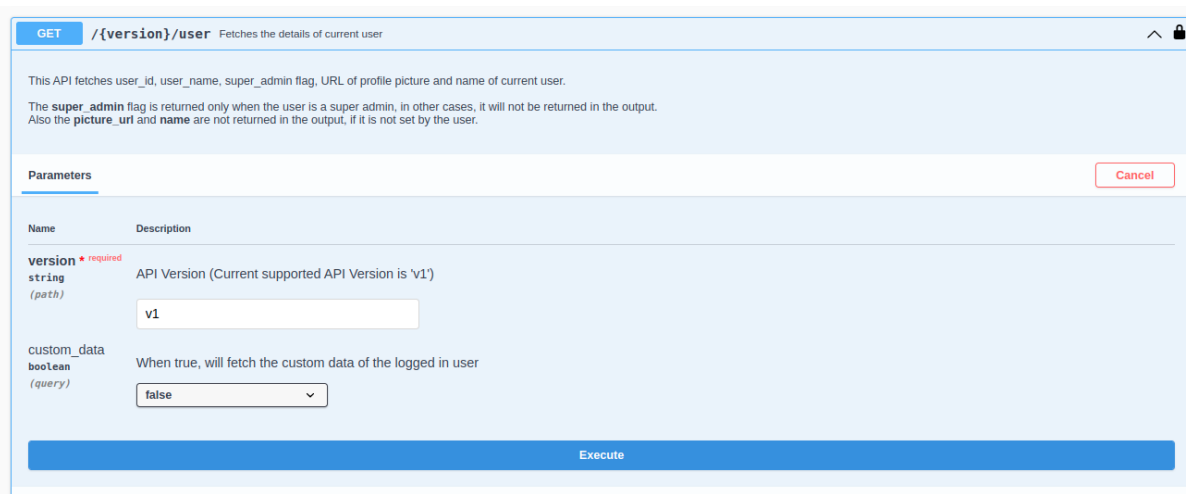 GET /{version}/user Fetches the details of current user
This API fetches user_id, user_name, super_admin flag, URL of profile picture and name of current user.
The super_admin flag is returned only when the user is a super admin, in other cases, it will not be returned in the output.
Also the picture_url and name are not returned in the output, if it is not set by the user.
Parameters Cancel
Name Description
version * required
string
(path)
API Version (Current supported API Version is 'v1')
v1
custom_data
boolean
(query)
When true, will fetch the custom data of the logged in user
false
Execute